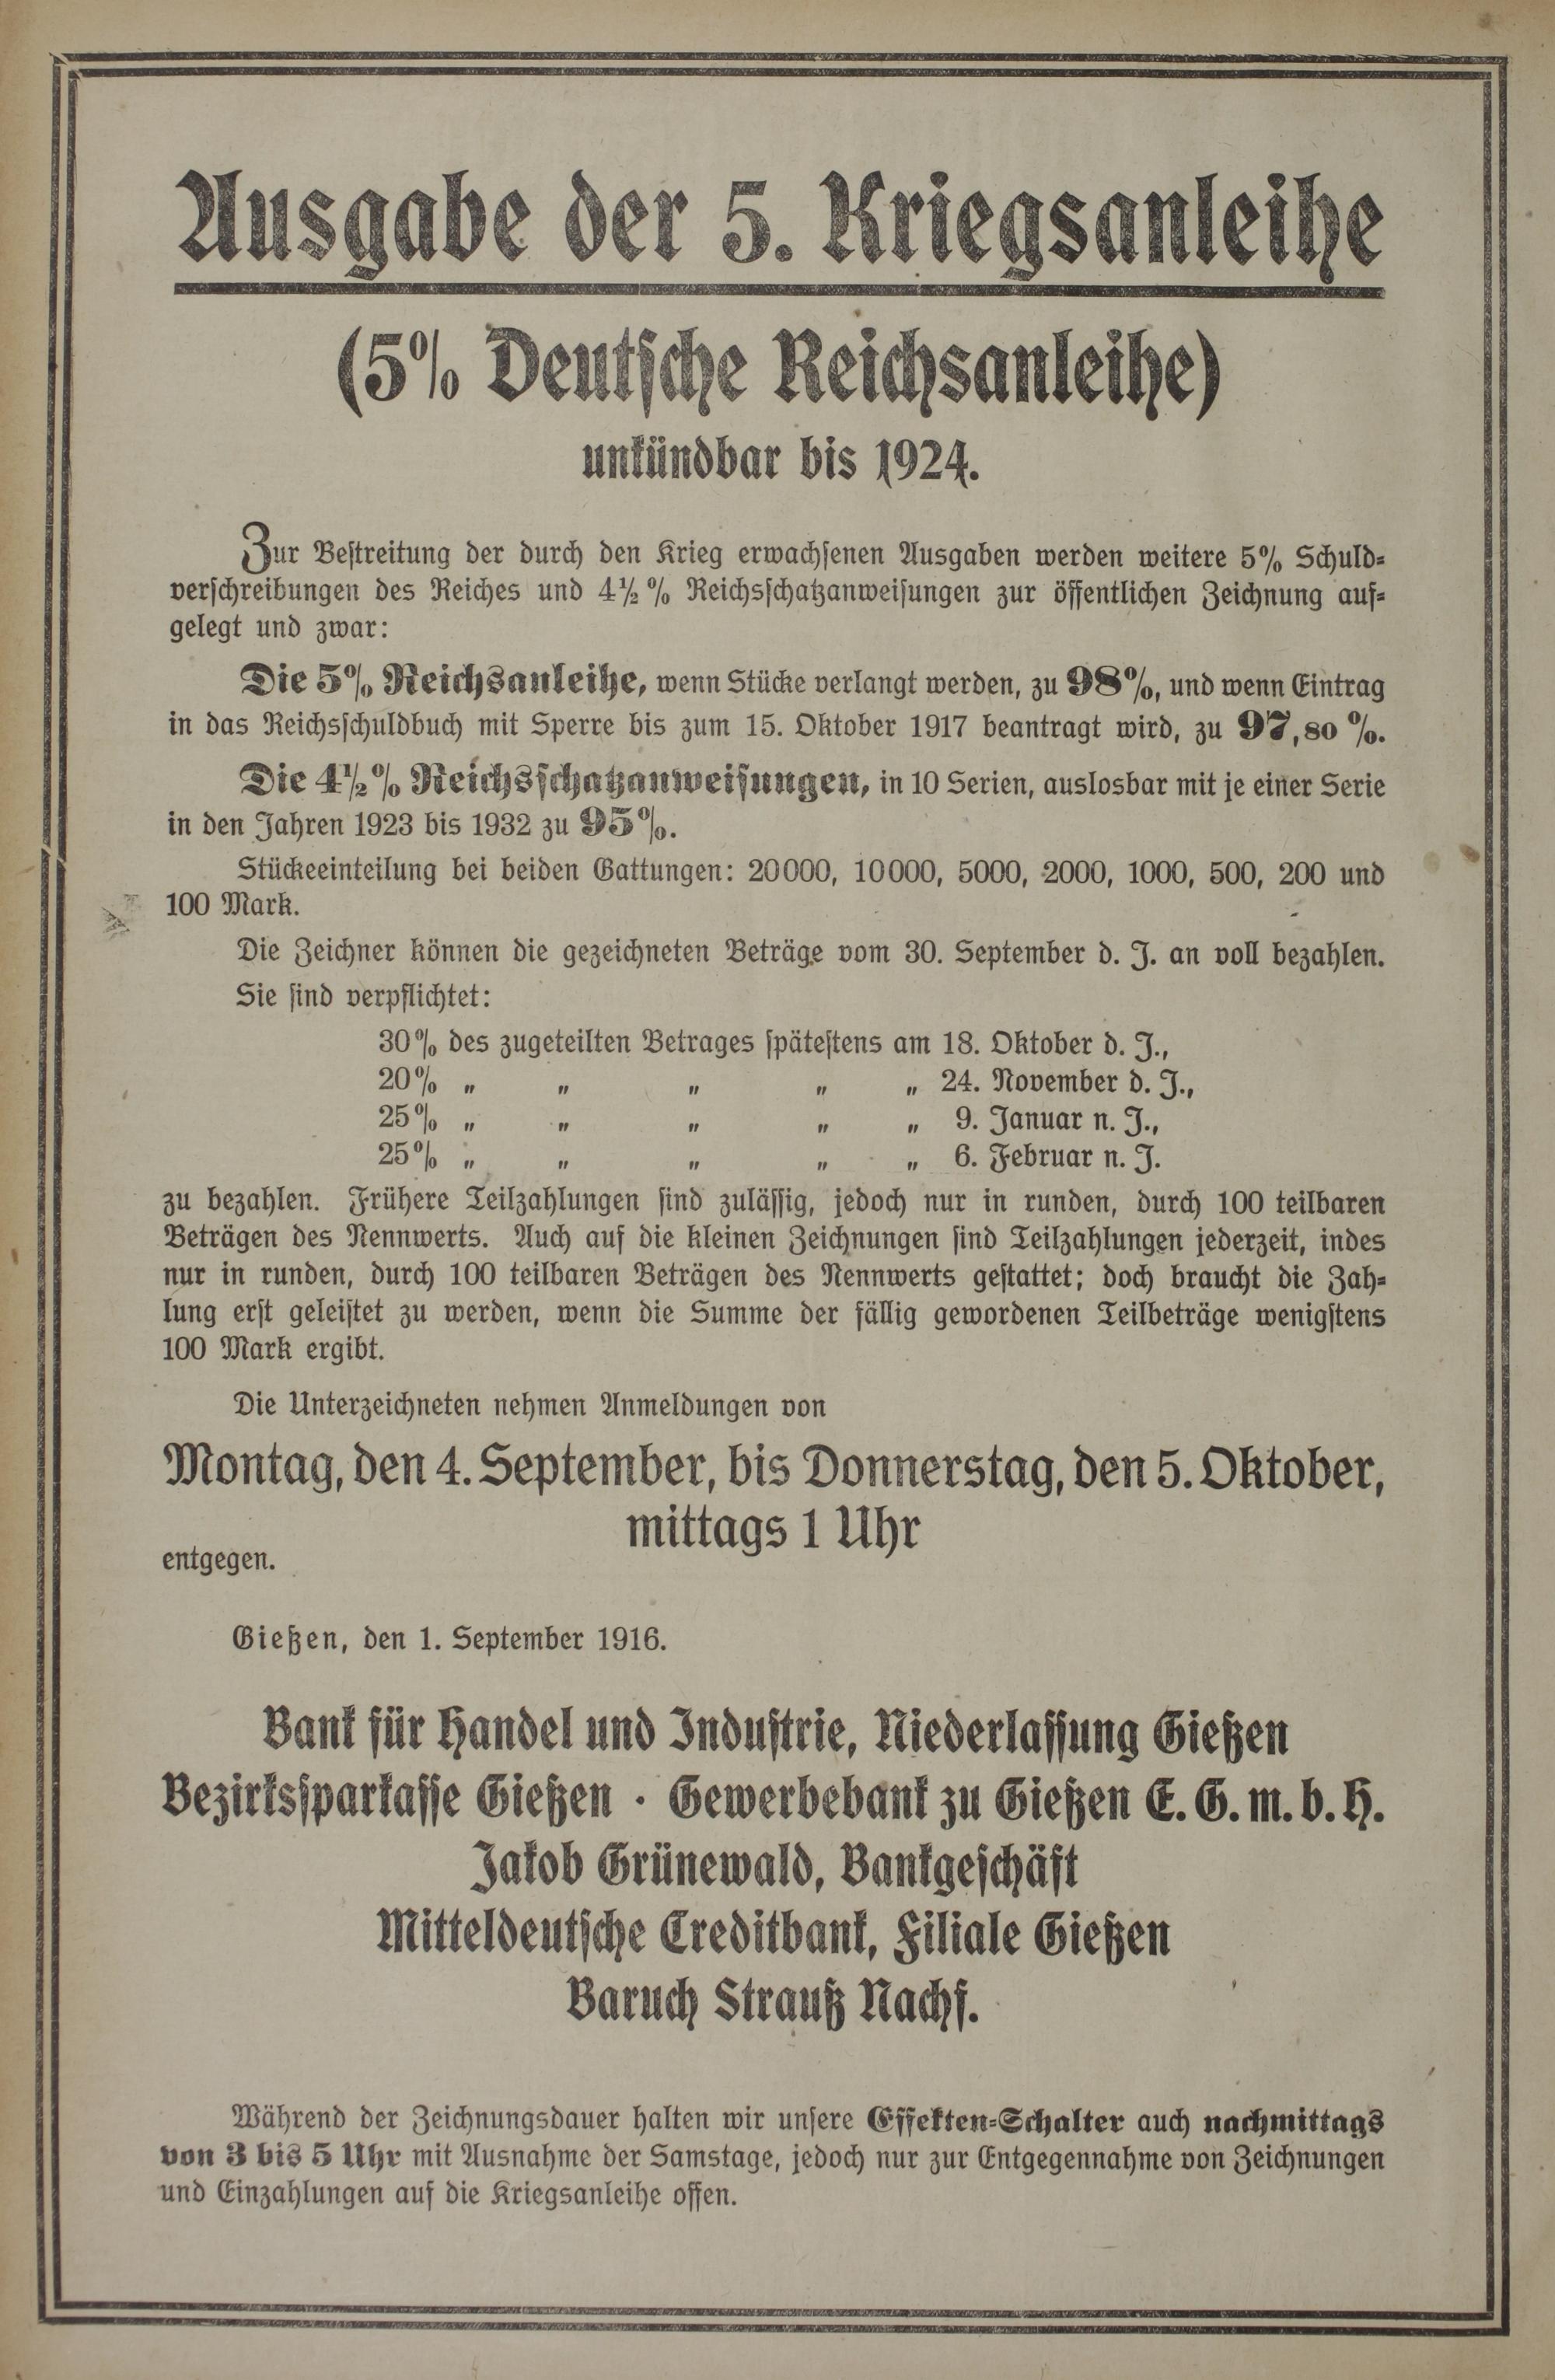 Ausgabe der 5. Kriegsanleihe
(5% Deutsche Reichsanleihe)
unkündbar bis 1924.
Zur Bestreitung der durch den Krieg erwachsenen Ausgaben werden weitere 5% Schuld-
verschreibungen des Reiches und 4½% Reichsschatzanweisungen zur öffentlichen Zeichnung auf-
gelegt und zwar:
Die 5% Reichsanleihe, wenn Stücke verlangt werden, zu 98%, und wenn Eintrag
in das Reichsschuldbuch mit Sperre bis zum 15. Oktober 1917 beantragt wird, zu 97,80%.
Die 4½% Reichsschatzanweisungen, in 10 Serien, auslosbar mit je einer Serie
in den Jahren 1923 bis 1932 zu 95%.
Stückeeinteilung bei beiden Gattungen: 20000, 10000, 5000, 2000, 1000, 500, 200 und
100 Mark.
Die Zeichner können die gezeichneten Beträge vom 30. September d. J. an voll bezahlen.
Sie sind verpflichtet:
30% des zugeteilten Betrages spätestens am 18. Oktober d. J.,
20% „ „ „ „ „ 24. November d. J.,
25% „ „ „ „ „ 9. Januar n. J.,
25% „ „ „ „ „ 6. Februar n. J.
zu bezahlen. Frühere Teilzahlungen sind zulässig, jedoch nur in runden, durch 100 teilbaren
Beträgen des Nennwerts. Auch auf die kleinen Zeichnungen sind Teilzahlungen jederzeit, indes
nur in runden, durch 100 teilbaren Beträgen des Nennwerts gestattet; doch braucht die Zah-
lung erst geleistet zu werden, wenn die Summe der fällig gewordenen Teilbeträge wenigstens
100 Mark ergibt.
Die Unterzeichneten nehmen Anmeldungen von
Montag, den 4. September, bis Donnerstag, den 5. Oktober,
mittags 1 Uhr
entgegen.
Gießen, den 1. September 1916.
Bank für Handel und Industrie, Niederlassung Gießen
Bezirkssparkasse Gießen · Gewerbebank zu Gießen E. G. m. b. H.
Jakob Grünewald, Bankgeschäft
Mitteldeutsche Creditbank, Filiale Gießen
Baruch Strauß Nachf.
Während der Zeichnungsdauer halten wir unsere Effekten-Schalter auch nachmittags
von 3 bis 5 Uhr mit Ausnahme der Samstage, jedoch nur zur Entgegennahme von Zeichnungen
und Einzahlungen auf die Kriegsanleihe offen.